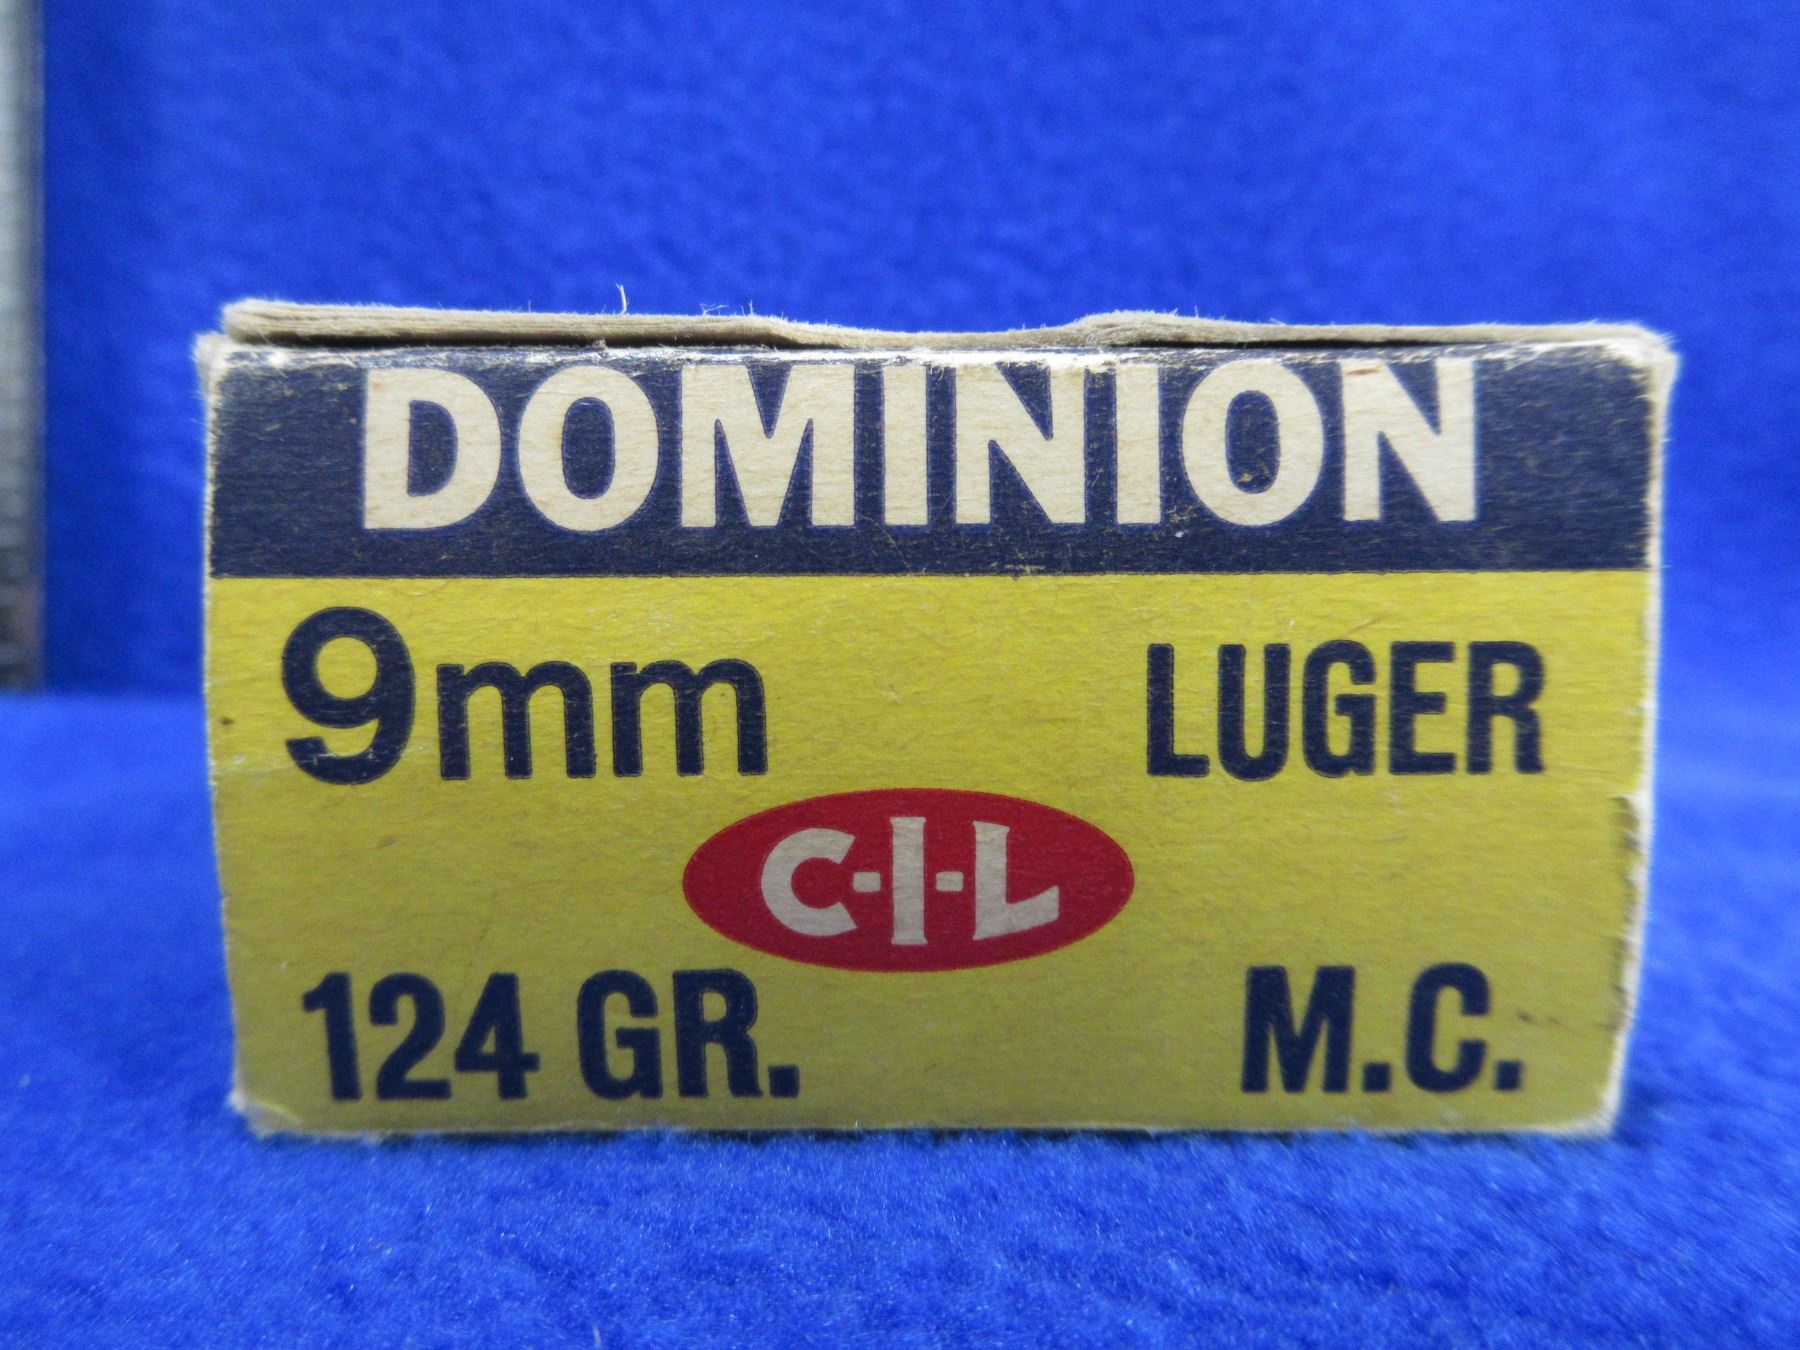 DOMINION
9mm LUGER
C-I-L
124 GR. M.C.